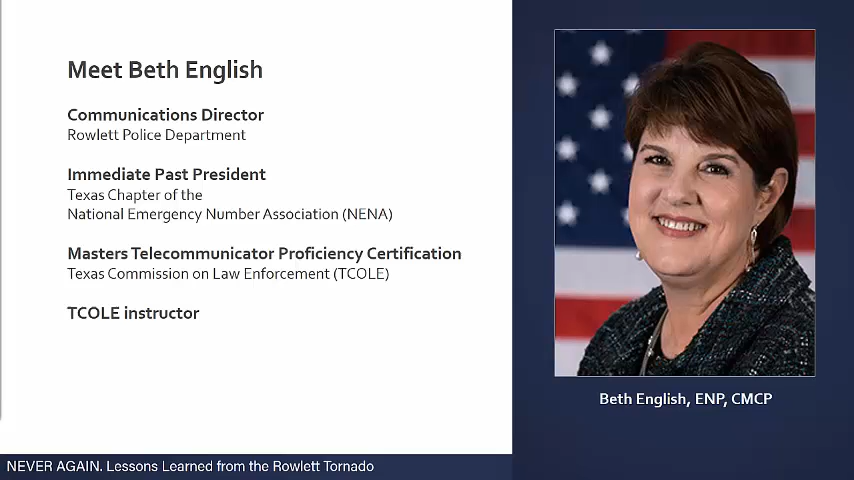 Meet Beth English
Communications Director
Rowlett Police Department
Immediate Past President
Texas Chapter of the
National Emergency Number Association (NENA)
Masters Telecommunicator Proficiency Certification
Texas Commission on Law Enforcement (TCOLE)
TCOLE instructor
Beth English, ENP, CMCP
NEVER AGAIN. Lessons Learned from the Rowlett Tornado